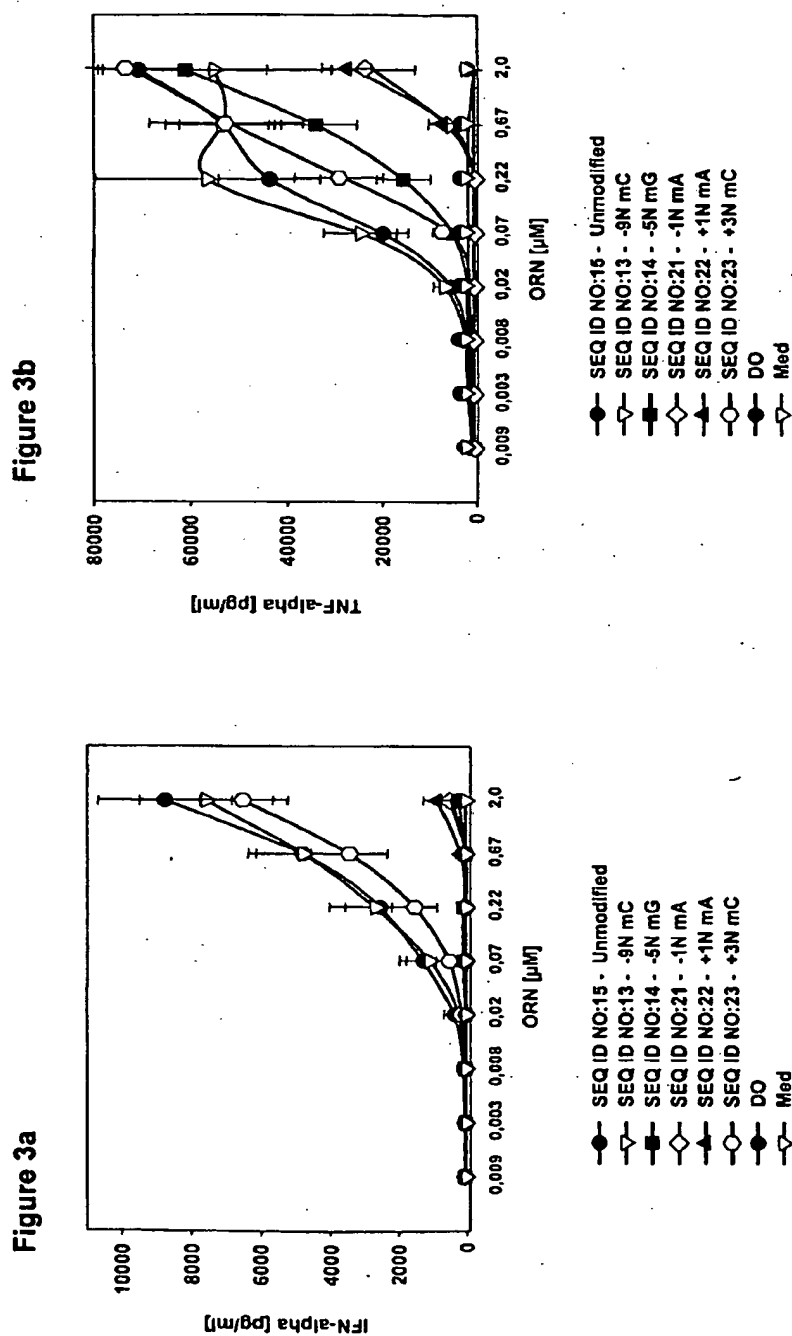 Figure 3a
10000
8000
6000
4000
2000
0
IFN-alpha [pg/ml]
0,009 0,003 0,008 0,02 0,07 0,22 0,67 2,0
ORN [µM]
SEQ ID NO:15 - Unmodified
SEQ ID NO:13 - -9N mC
SEQ ID NO:14 - -5N mG
SEQ ID NO:21 - -1N mA
SEQ ID NO:22 - +1N mA
SEQ ID NO:23 - +3N mC
DO
Med
Figure 3b
80000
60000
40000
20000
0
TNF-alpha [pg/ml]
0,009 0,003 0,008 0,02 0,07 0,22 0,67 2,0
ORN [µM]
SEQ ID NO:15 - Unmodified
SEQ ID NO:13 - -9N mC
SEQ ID NO:14 - -5N mG
SEQ ID NO:21 - -1N mA
SEQ ID NO:22 - +1N mA
SEQ ID NO:23 - +3N mC
DO
Med